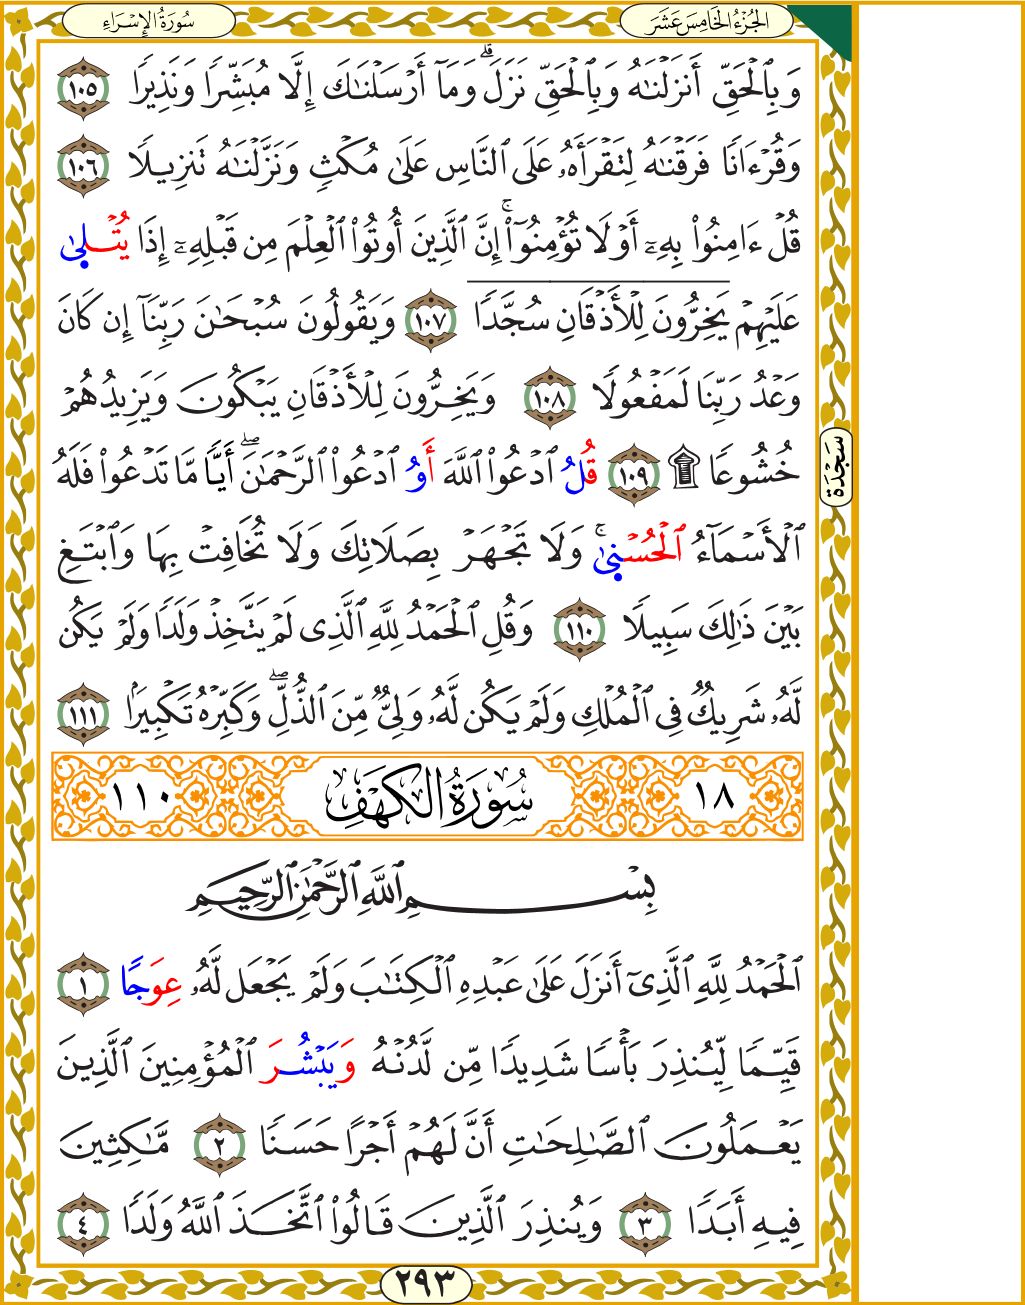 سُورَةُ الإِسْرَاءِ
الجُزْءُ الخَامِسَ عَشَرَ
وَبِٱلْحَقِّ أَنزَلْنَـٰهُ وَبِٱلْحَقِّ نَزَلَ ۗ وَمَآ أَرْسَلْنَـٰكَ إِلَّا مُبَشِّرًا وَنَذِيرًا ١٠٥
وَقُرْءَانًا فَرَقْنَـٰهُ لِتَقْرَأَهُۥ عَلَى ٱلنَّاسِ عَلَىٰ مُكْثٍ وَنَزَّلْنَـٰهُ تَنزِيلًا ١٠٦
قُلْ ءَامِنُوا۟ بِهِۦٓ أَوْ لَا تُؤْمِنُوٓا۟ ۚ إِنَّ ٱلَّذِينَ أُوتُوا۟ ٱلْعِلْمَ مِن قَبْلِهِۦٓ إِذَا يُتْلَى
عَلَيْهِمْ يَخِرُّونَ لِلْأَذْقَانِ سُجَّدًا ١٠٧ وَيَقُولُونَ سُبْحَـٰنَ رَبِّنَآ إِن كَانَ
وَعْدُ رَبِّنَا لَمَفْعُولًا ١٠٨ وَيَخِرُّونَ لِلْأَذْقَانِ يَبْكُونَ وَيَزِيدُهُمْ
خُشُوعًا ۩ ١٠٩ قُلُ ٱدْعُوا۟ ٱللَّهَ أَوُ ٱدْعُوا۟ ٱلرَّحْمَـٰنَ ۖ أَيًّا مَّا تَدْعُوا۟ فَلَهُ
سَجْدَة
ٱلْأَسْمَآءُ ٱلْحُسْنَىٰ ۚ وَلَا تَجْهَرْ بِصَلَاتِكَ وَلَا تُخَافِتْ بِهَا وَٱبْتَغِ
بَيْنَ ذَٰلِكَ سَبِيلًا ١١٠ وَقُلِ ٱلْحَمْدُ لِلَّهِ ٱلَّذِى لَمْ يَتَّخِذْ وَلَدًا وَلَمْ يَكُن
لَّهُۥ شَرِيكٌ فِى ٱلْمُلْكِ وَلَمْ يَكُن لَّهُۥ وَلِىٌّ مِّنَ ٱلذُّلِّ ۖ وَكَبِّرْهُ تَكْبِيرًۢا ١١١
١٨ سُورَةُ الكَهْفِ ١١٠
بِسْمِ ٱللَّهِ ٱلرَّحْمَـٰنِ ٱلرَّحِيمِ
ٱلْحَمْدُ لِلَّهِ ٱلَّذِىٓ أَنزَلَ عَلَىٰ عَبْدِهِ ٱلْكِتَـٰبَ وَلَمْ يَجْعَل لَّهُۥ عِوَجًا ١
قَيِّمًا لِّيُنذِرَ بَأْسًا شَدِيدًا مِّن لَّدُنْهُ وَيَبْشُرَ ٱلْمُؤْمِنِينَ ٱلَّذِينَ
يَعْمَلُونَ ٱلصَّـٰلِحَـٰتِ أَنَّ لَهُمْ أَجْرًا حَسَنًا ٢ مَّـٰكِثِينَ
فِيهِ أَبَدًا ٣ وَيُنذِرَ ٱلَّذِينَ قَالُوا۟ ٱتَّخَذَ ٱللَّهُ وَلَدًا ٤
٢٩٣